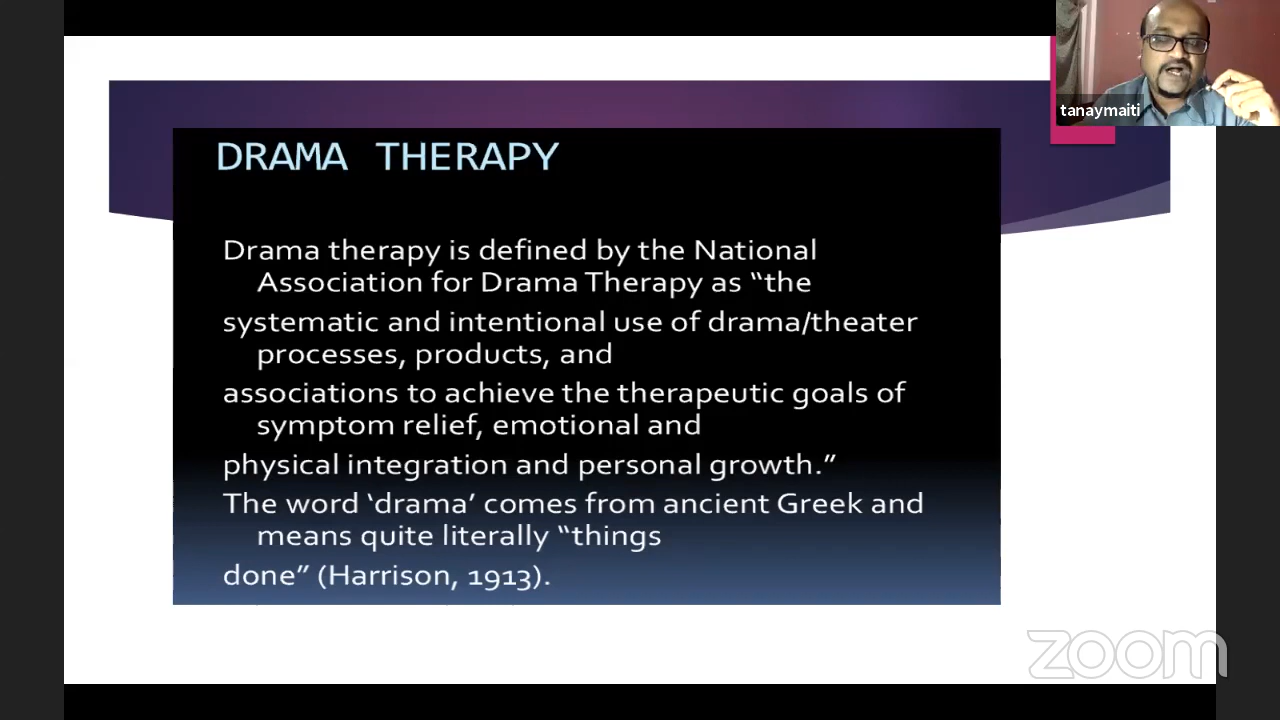 DRAMA THERAPY
Drama therapy is defined by the National
Association for Drama Therapy as “the
systematic and intentional use of drama/theater
processes, products, and
associations to achieve the therapeutic goals of
symptom relief, emotional and
physical integration and personal growth.”
The word ‘drama’ comes from ancient Greek and
means quite literally “things
done” (Harrison, 1913).
tanaymaiti
zoom